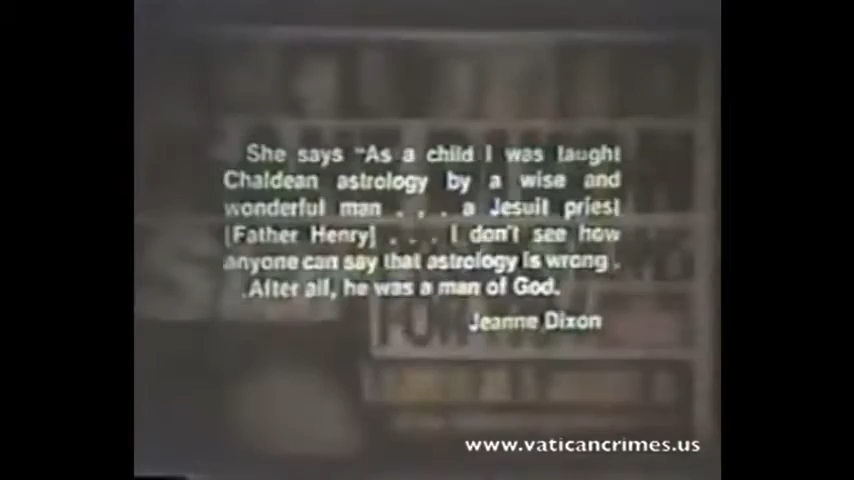 She says "As a child I was taught
Chaldean astrology by a wise and
wonderful man . . . a Jesuit priest
[Father Henry] . . . I don't see how
anyone can say that astrology is wrong .
.After all, he was a man of God.
Jeanne Dixon
www.vaticancrimes.us